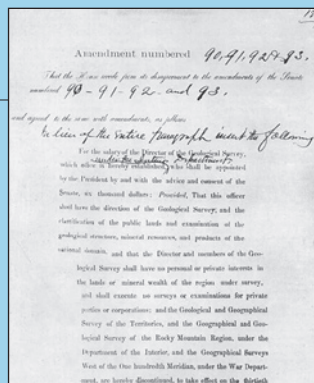 Amendment numbered 90, 91, 92 & 93.
That the House recede from its disagreement to the amendments of the Senate
numbered 90 - 91 - 92 - and 93.
and agreed to the same with amendments, as follows
In lieu of the entire paragraph insert the following
For the salary of the Director of the Geological Survey,
under the Interior Department
which office is hereby established, who shall be appointed
by the President by and with the advice and consent of the
Senate, six thousand dollars: Provided, That this officer
shall have the direction of the Geological Survey, and the
classification of the public lands and examination of the
geological structure, mineral resources, and products of the
national domain, and that the Director and members of the Geo-
logical Survey shall have no personal or private interests in
the lands or mineral wealth of the region under survey,
and shall execute no surveys or examinations for private
parties or corporations; and the Geological and Geographical
Survey of the Territories, and the Geographical and Geo-
logical Survey of the Rocky Mountain Region, under the
Department of the Interior, and the Geographical Surveys
West of the One hundredth Meridian, under the War Depart-
ment, are hereby discontinued, to take effect on the thirtieth